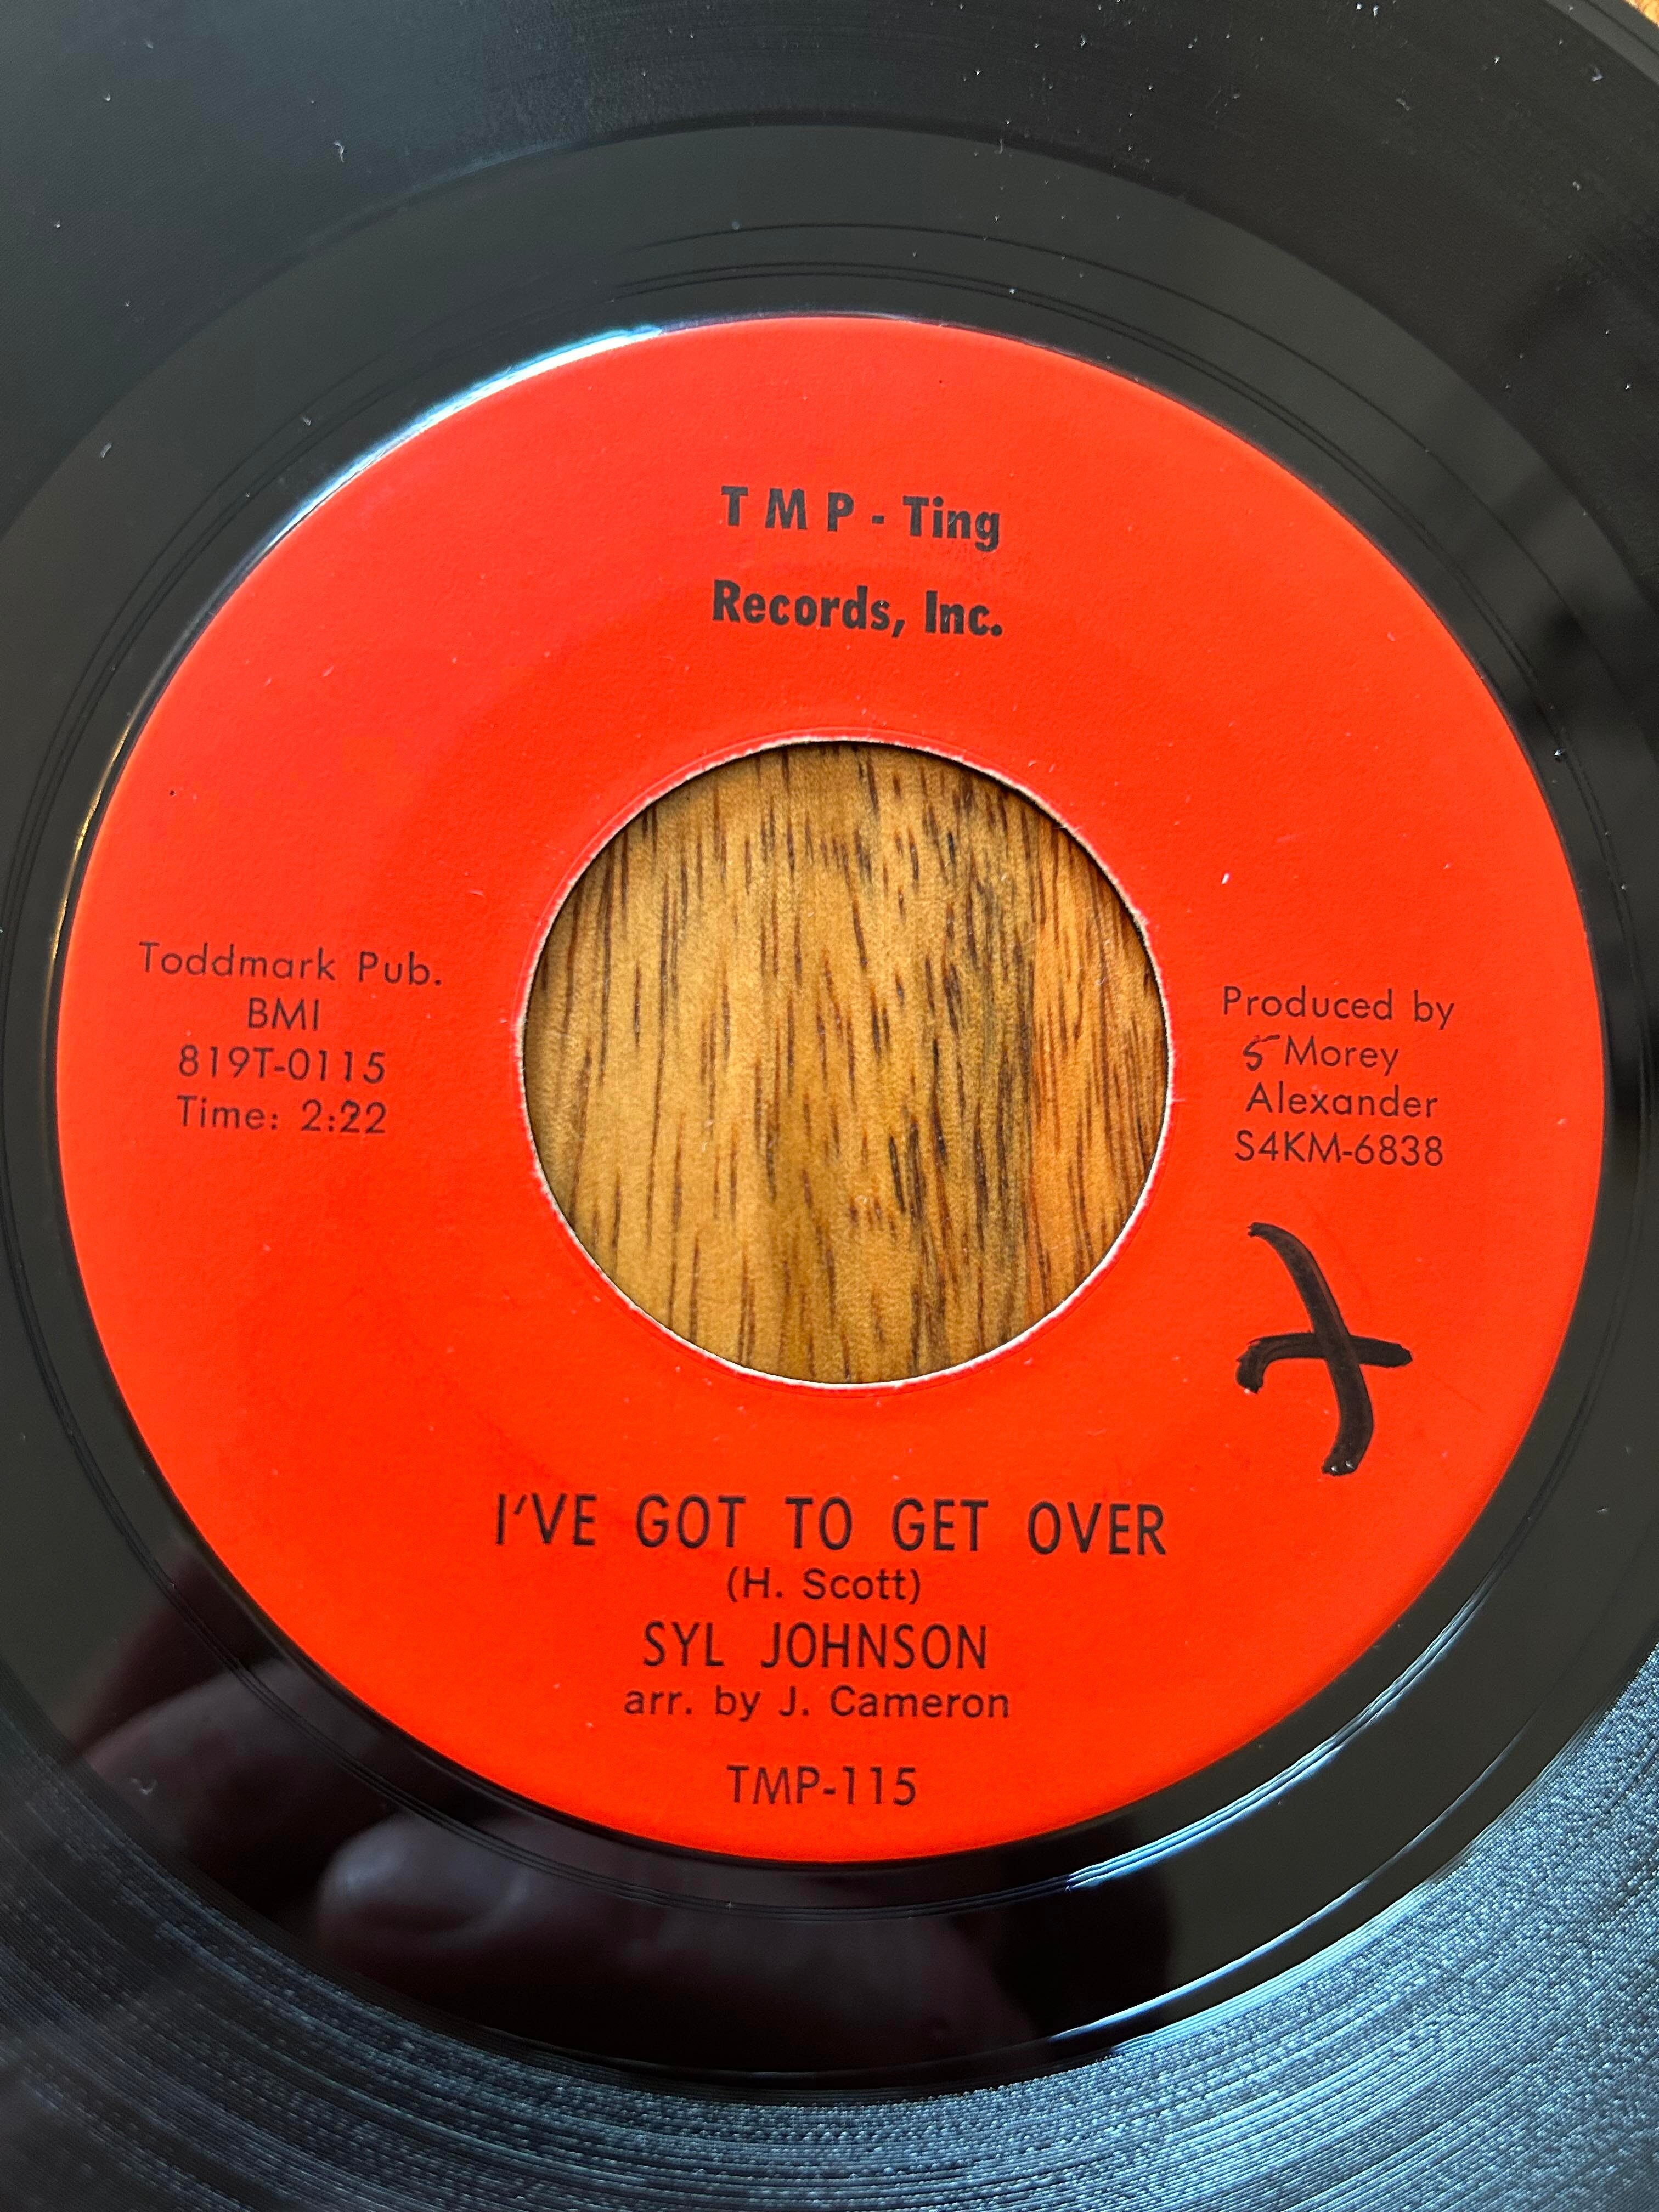 T M P - Ting
Records, Inc.
Toddmark Pub.
BMI
819T-0115
Time: 2:22
Produced by
5 Morey
Alexander
S4KM-6838
I'VE GOT TO GET OVER
(H. Scott)
SYL JOHNSON
arr. by J. Cameron
TMP-115